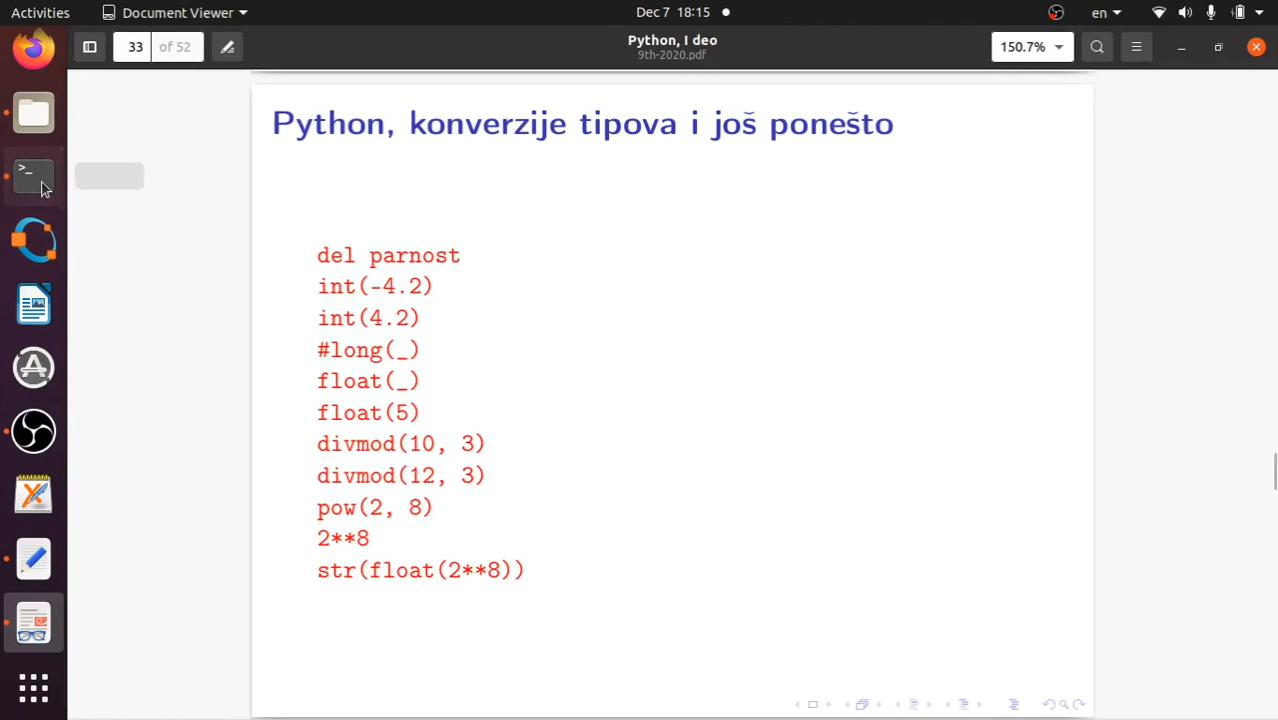 Activities
Document Viewer
Dec 7 18:15
en
33
of 52
Python, I deo
9th-2020.pdf
150.7%
Python, konverzije tipova i još ponešto
del parnost
int(-4.2)
int(4.2)
#long(_)
float(_)
float(5)
divmod(10, 3)
divmod(12, 3)
pow(2, 8)
2**8
str(float(2**8))